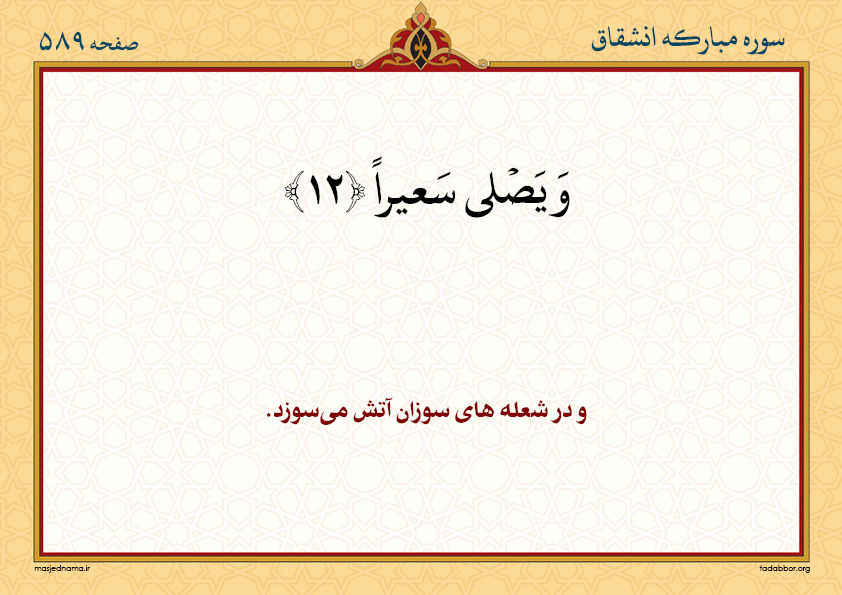 سوره مبارکه انشقاق
صفحه ۵۸۹
وَ يَصْلى سَعيراً ﴿۱۲﴾
و در شعله های سوزان آتش می‌سوزد.
masjednama.ir
tadabbor.org